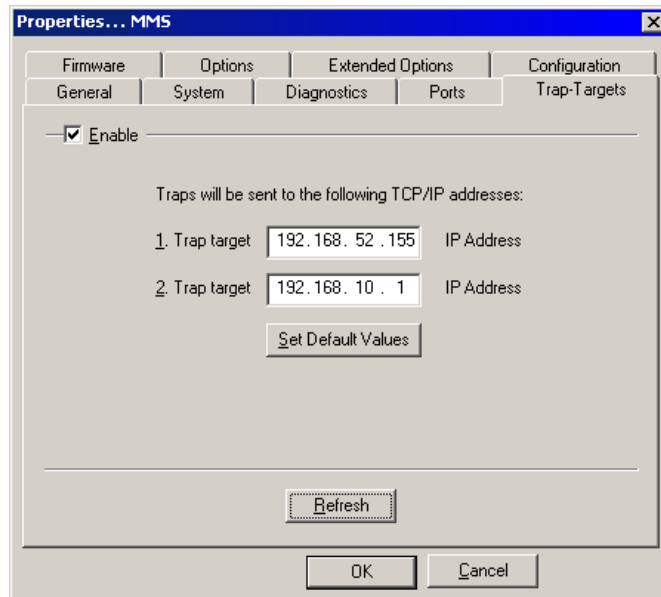 Properties... MMS
Firmware Options Extended Options Configuration
General System Diagnostics Ports Trap-Targets
Enable
Traps will be sent to the following TCP/IP addresses:
1. Trap target 192.168. 52 .155 IP Address
2. Trap target 192.168. 10 . 1 IP Address
Set Default Values
Refresh
OK Cancel